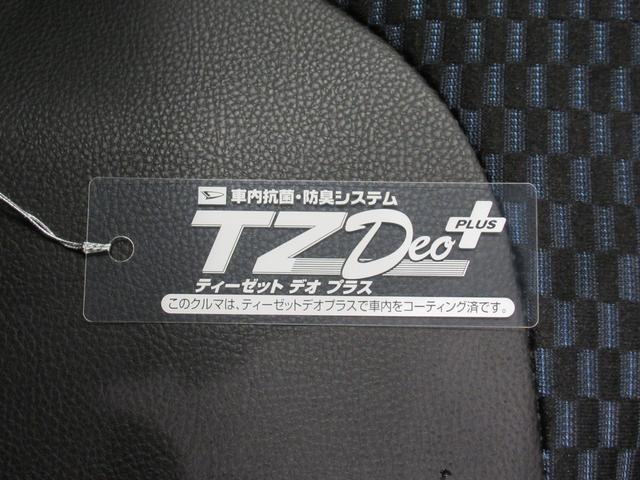 車内抗菌・防臭システム
TZ Deo PLUS
ティーゼット デオ プラス
このクルマは、ティーゼットデオプラスで車内をコーティング済です。